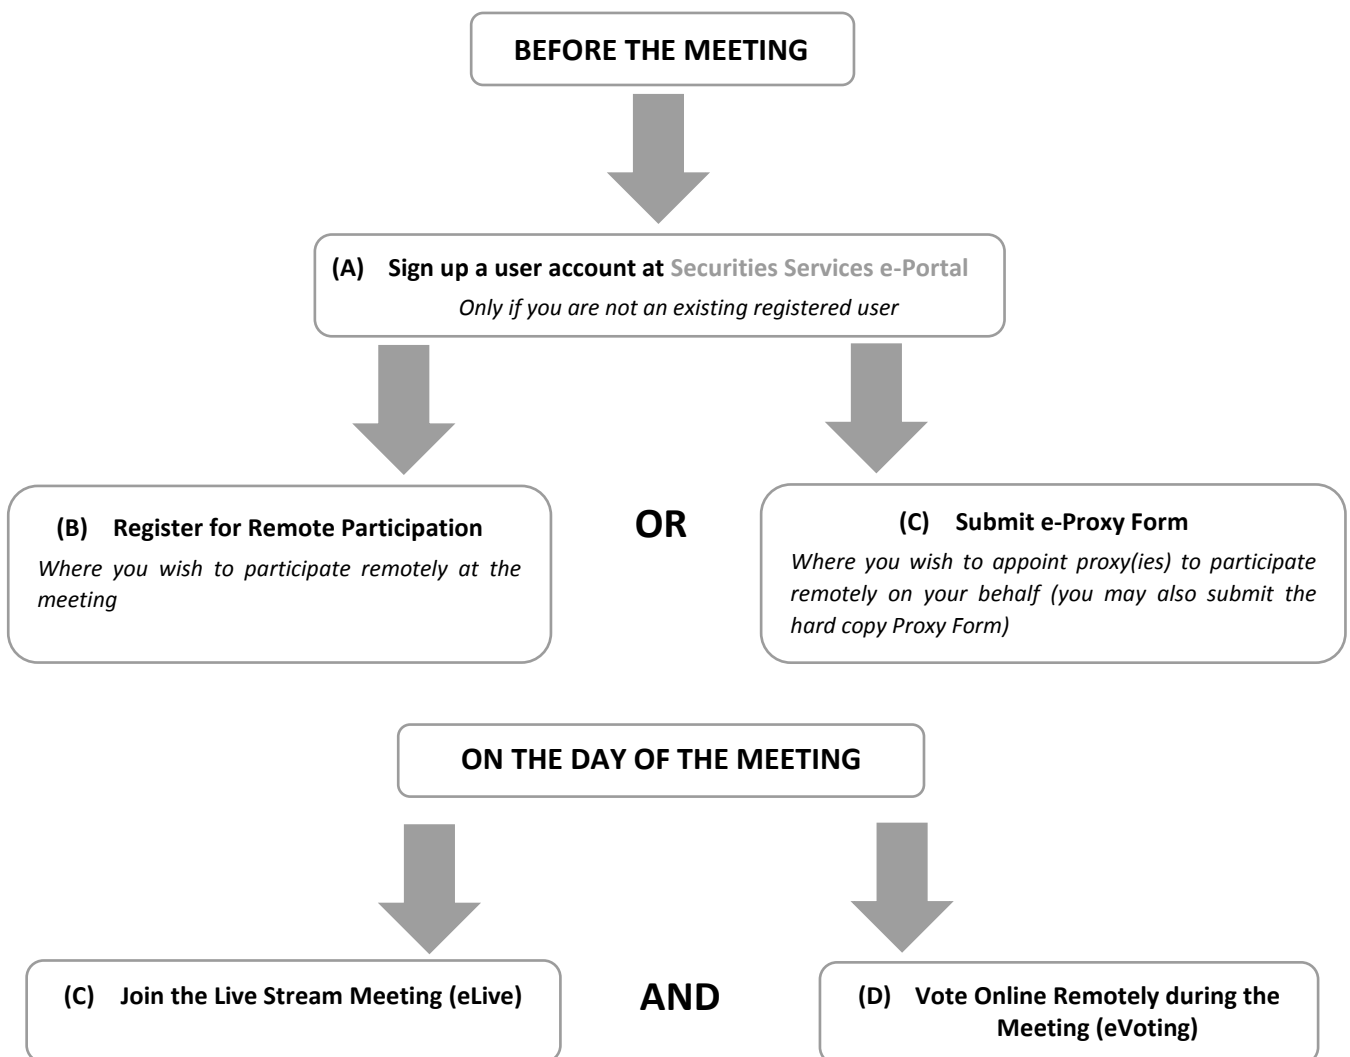 BEFORE THE MEETING
(A) Sign up a user account at Securities Services e-Portal
Only if you are not an existing registered user
(B) Register for Remote Participation
Where you wish to participate remotely at the
meeting
OR
(C) Submit e-Proxy Form
Where you wish to appoint proxy(ies) to participate
remotely on your behalf (you may also submit the
hard copy Proxy Form)
ON THE DAY OF THE MEETING
(C) Join the Live Stream Meeting (eLive)
AND
(D) Vote Online Remotely during the
Meeting (eVoting)